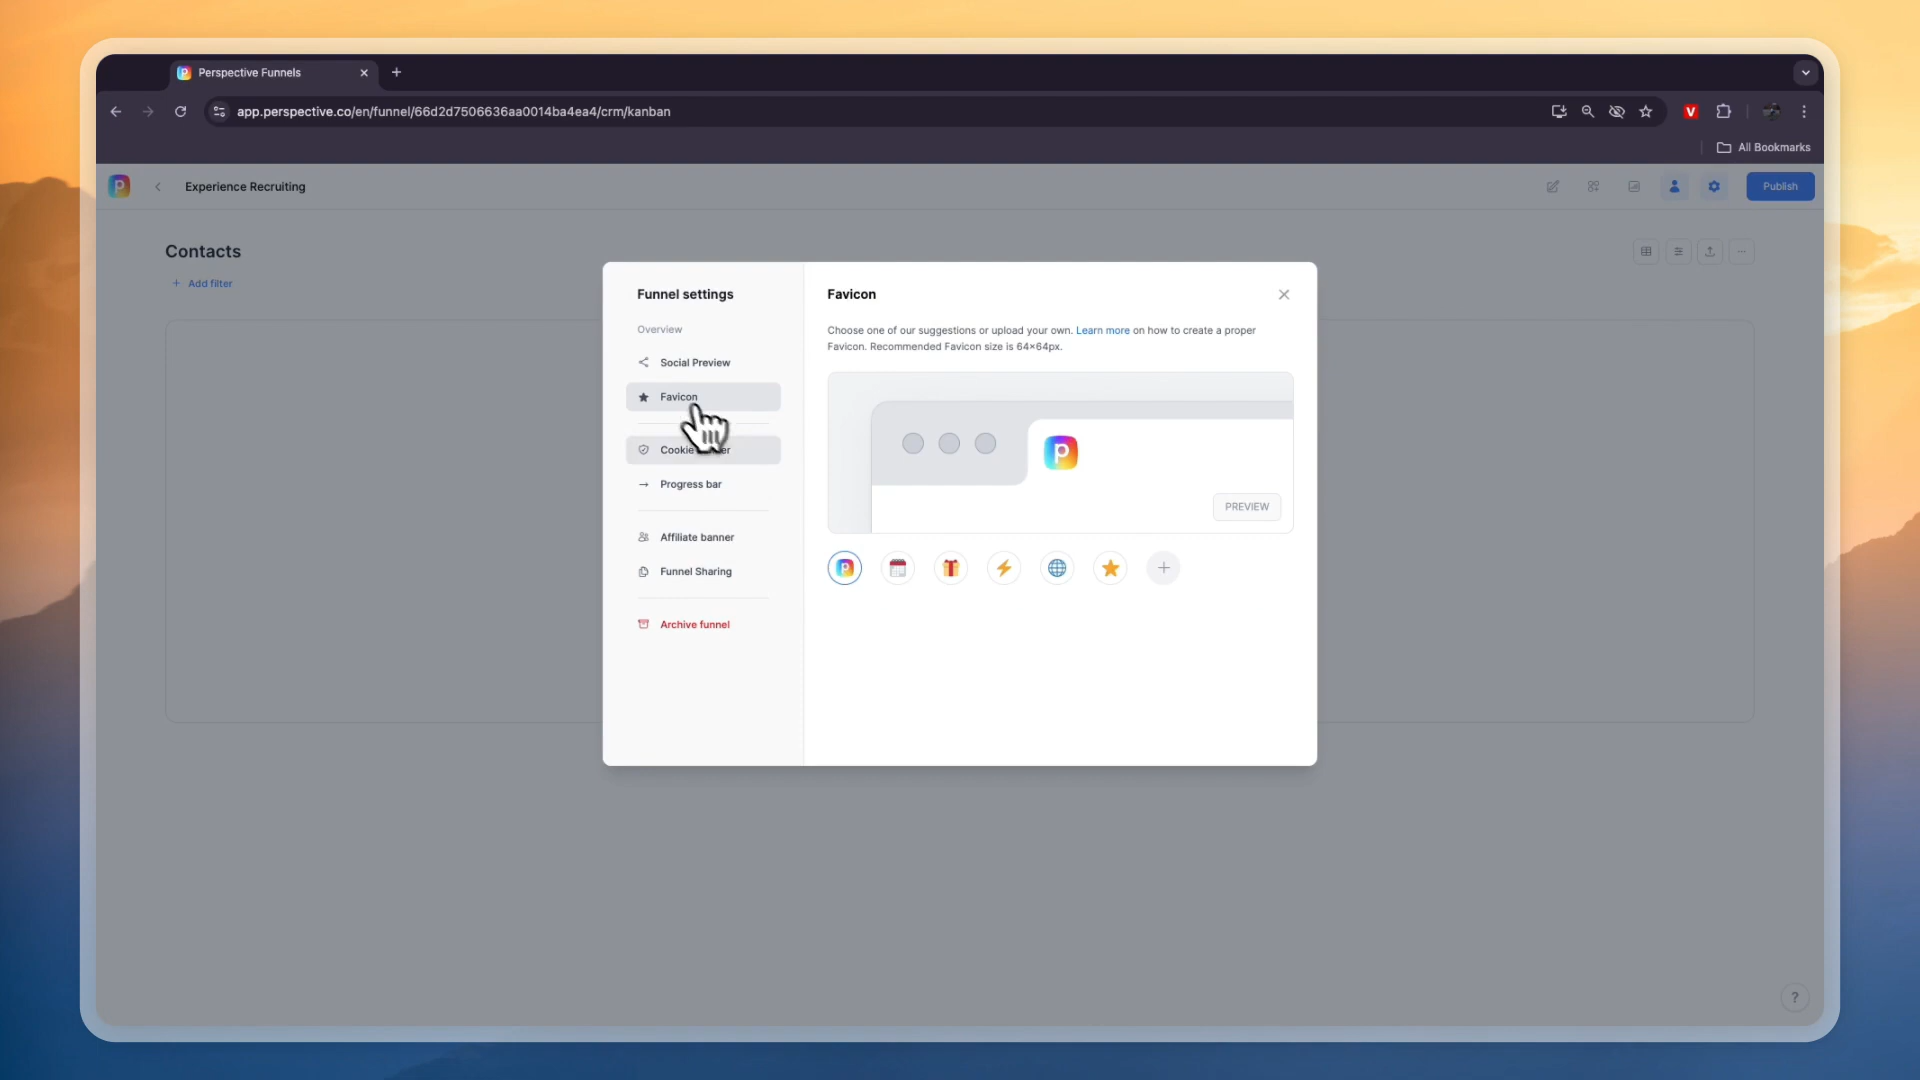 Perspective Funnels
app.perspective.co/en/funnel/66d2d7506636aa0014ba4ea4/crm/kanban
V
All Bookmarks
p
Experience Recruiting
Publish
Contacts
+ Add filter
Funnel settings
Overview
Social Preview
Favicon
Cookie
Progress bar
Affiliate banner
Funnel Sharing
Archive funnel
Favicon
Choose one of our suggestions or upload your own. Learn more on how to create a proper
Favicon. Recommended Favicon size is 64×64px.
p
PREVIEW
p
?